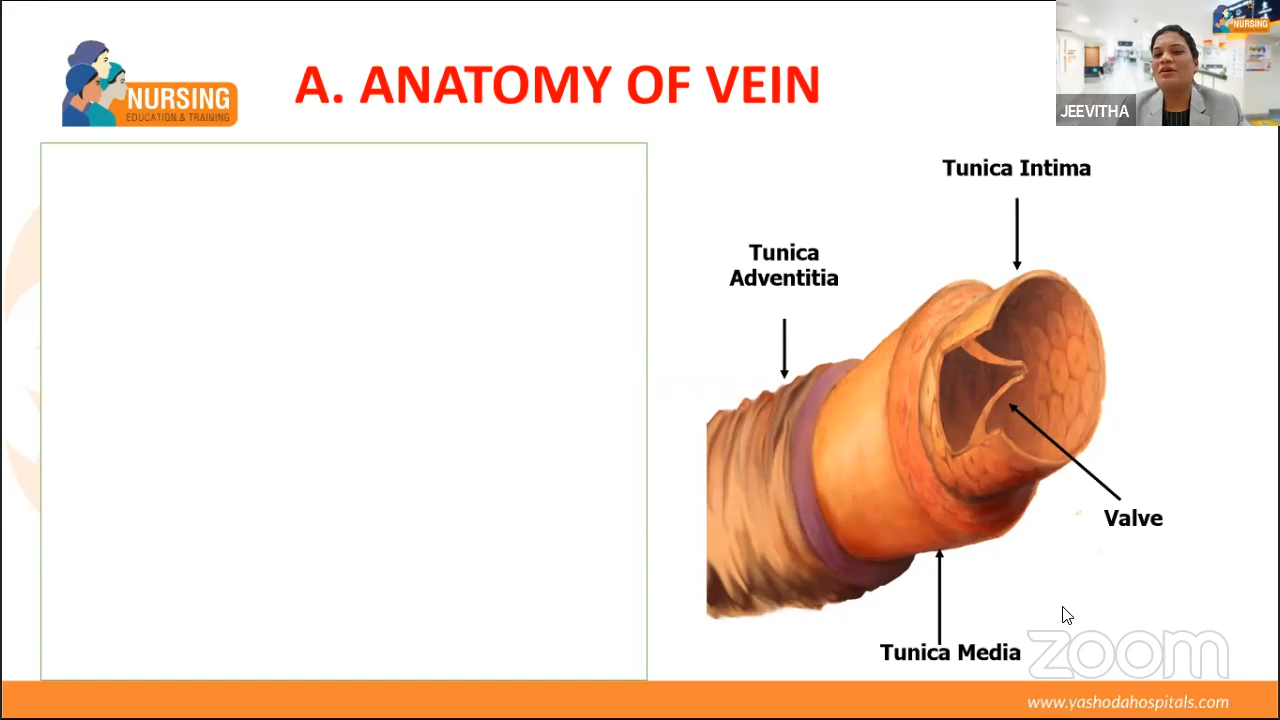 NURSING
EDUCATION & TRAINING
A. ANATOMY OF VEIN
NURSING
JEEVITHA
Tunica Intima
Tunica
Adventitia
Valve
Tunica Media
zoom
www.yashodahospitals.com